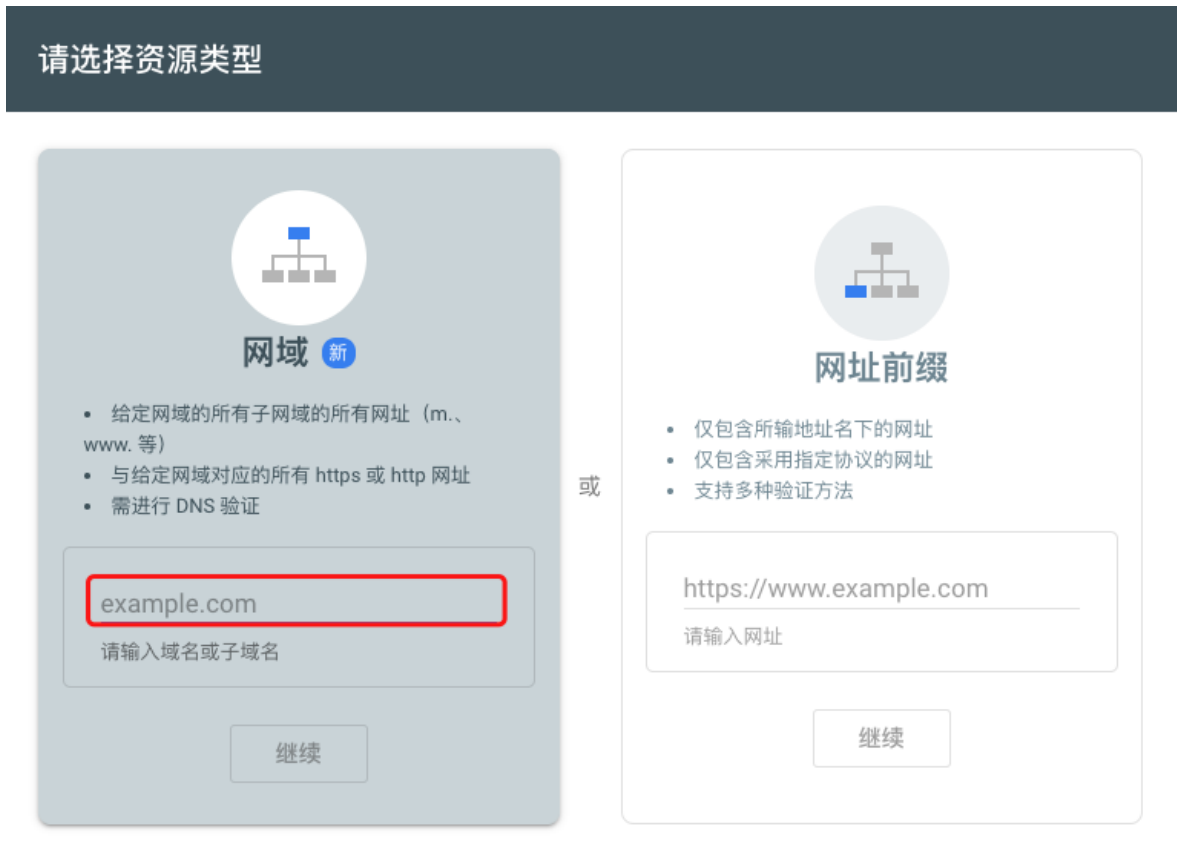 请选择资源类型
网域 新
• 给定网域的所有子网域的所有网址（m.、
www. 等）
• 与给定网域对应的所有 https 或 http 网址
• 需进行 DNS 验证
example.com
请输入域名或子域名
继续
或
网址前缀
• 仅包含所输地址名下的网址
• 仅包含采用指定协议的网址
• 支持多种验证方法
https://www.example.com
请输入网址
继续